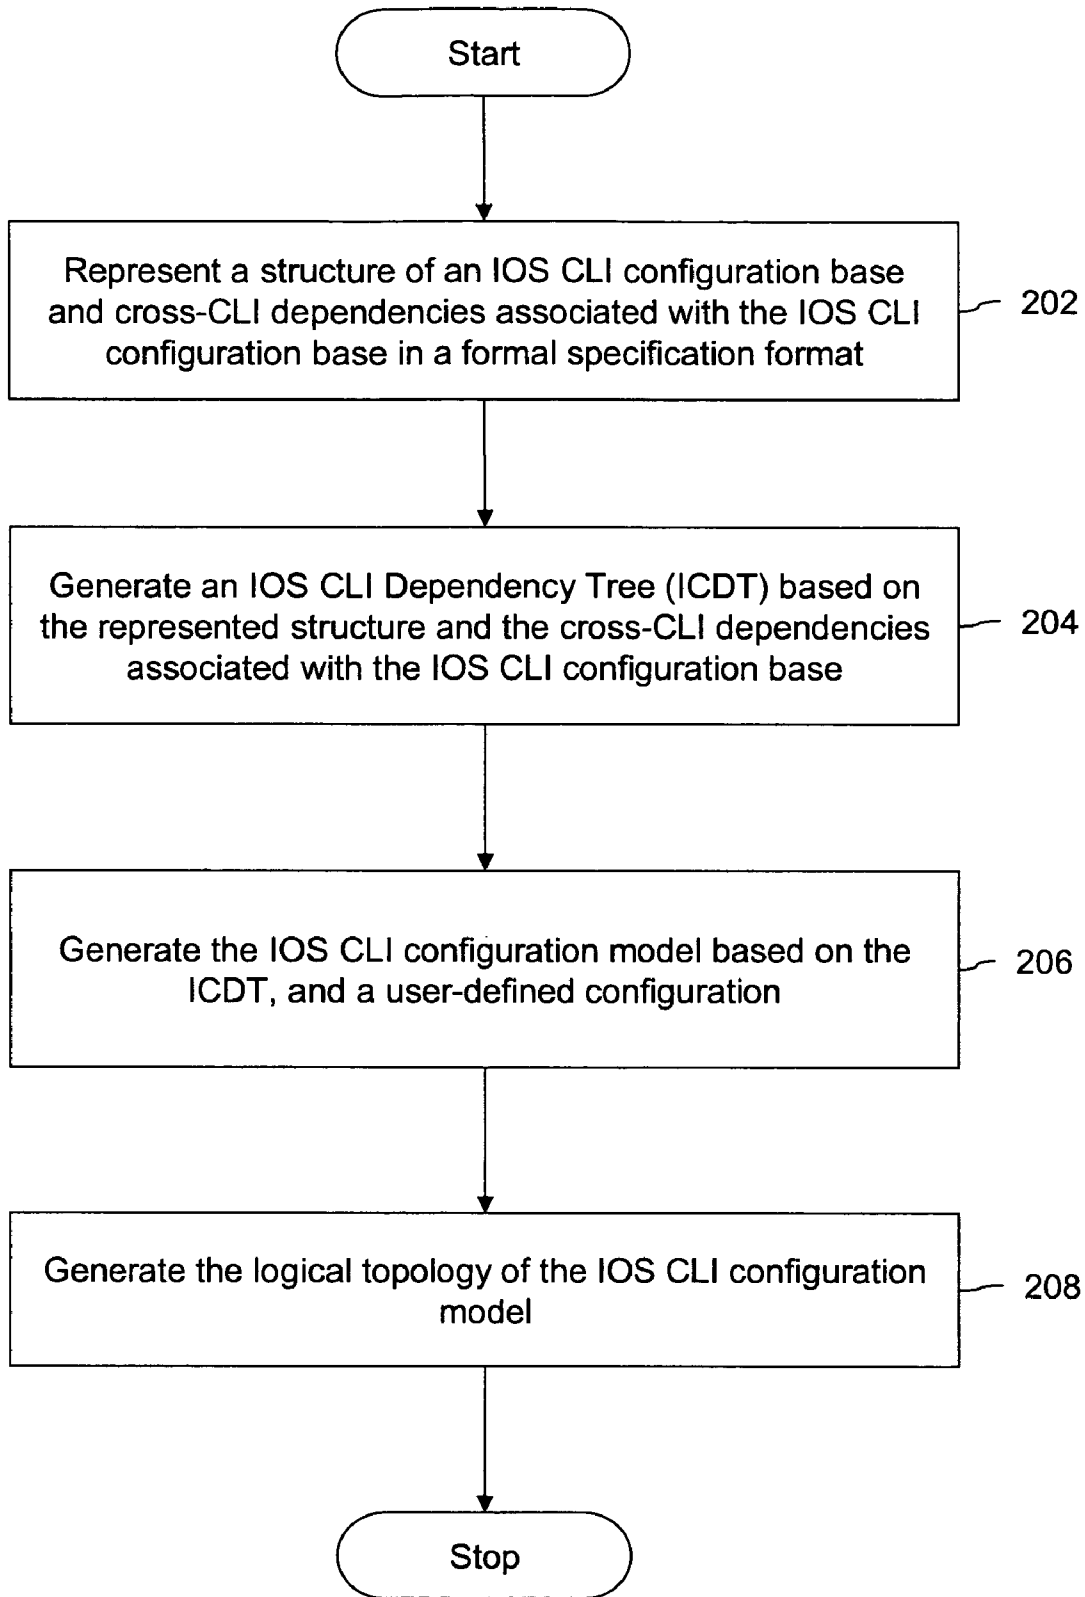 Start
Represent a structure of an IOS CLI configuration base
and cross-CLI dependencies associated with the IOS CLI
configuration base in a formal specification format
202
Generate an IOS CLI Dependency Tree (ICDT) based on
the represented structure and the cross-CLI dependencies
associated with the IOS CLI configuration base
204
Generate the IOS CLI configuration model based on the
ICDT, and a user-defined configuration
206
Generate the logical topology of the IOS CLI configuration
model
208
Stop